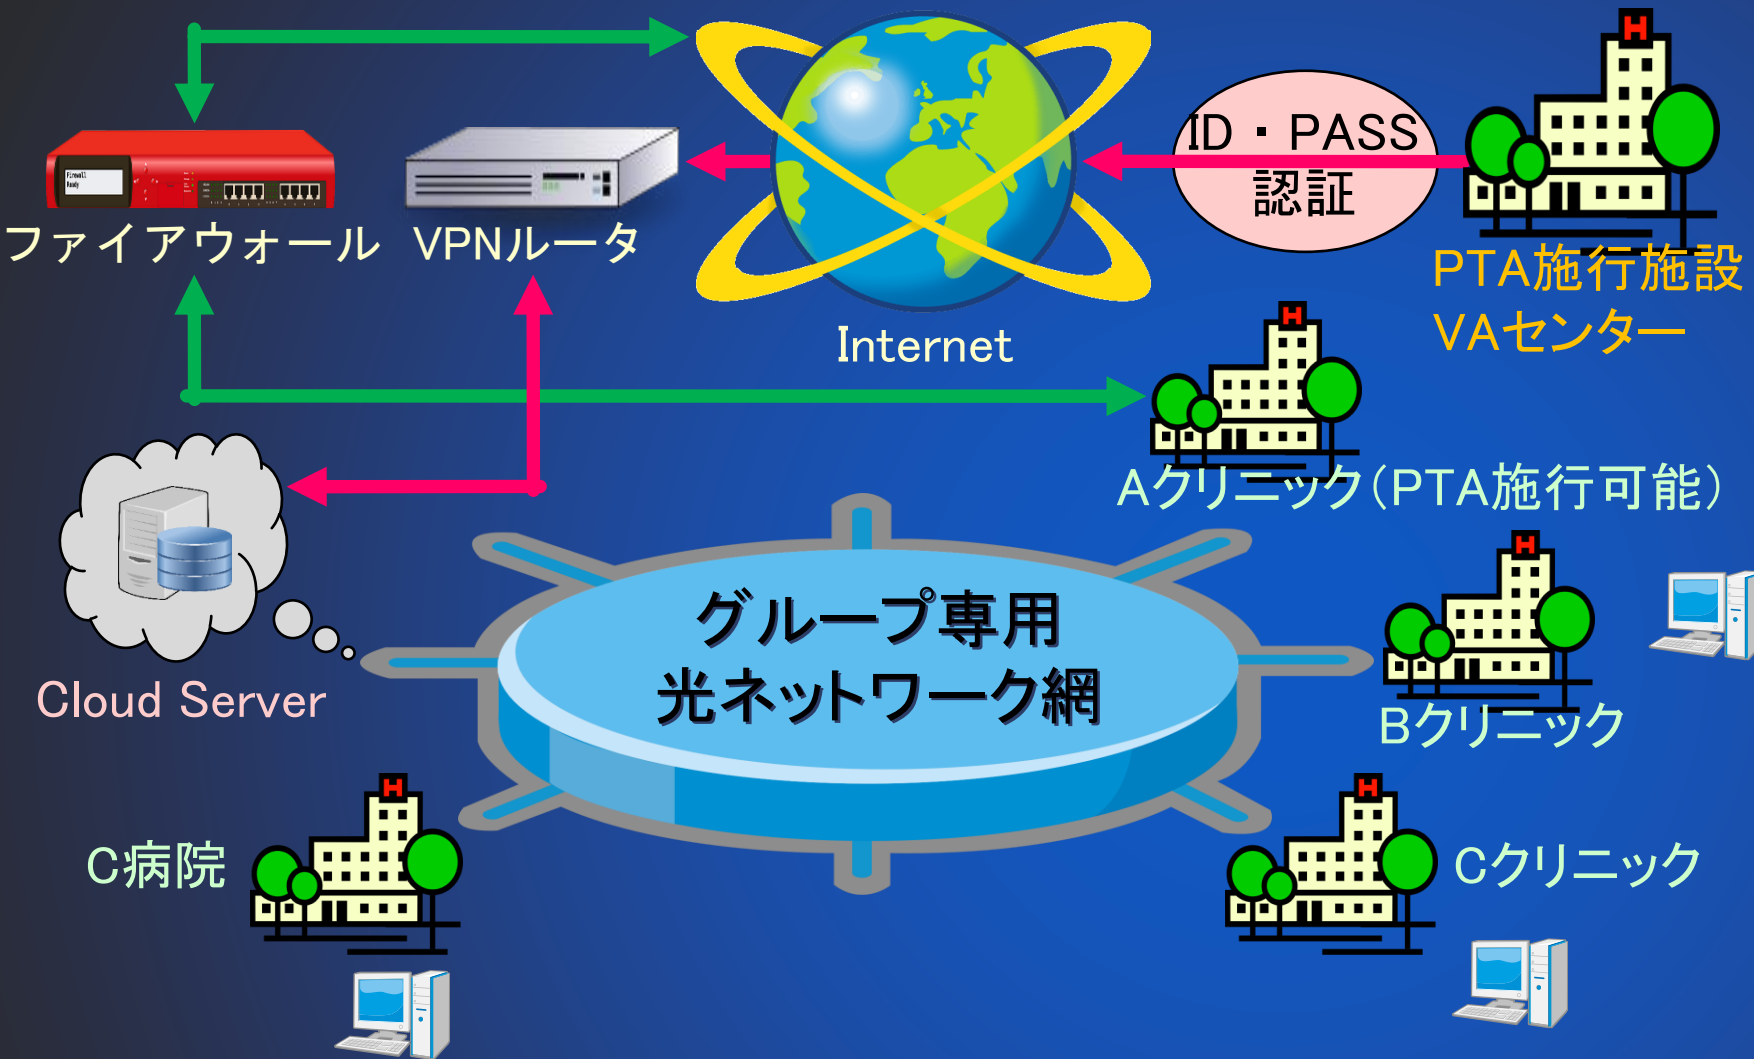 ID・PASS
認証
Firewall
Ready
ファイアウォール
VPNルータ
PTA施行施設
VAセンター
Internet
Aクリニック(PTA施行可能)
グループ専用
光ネットワーク網
Cloud Server
Bクリニック
C病院
Cクリニック
H
H
H
H
H